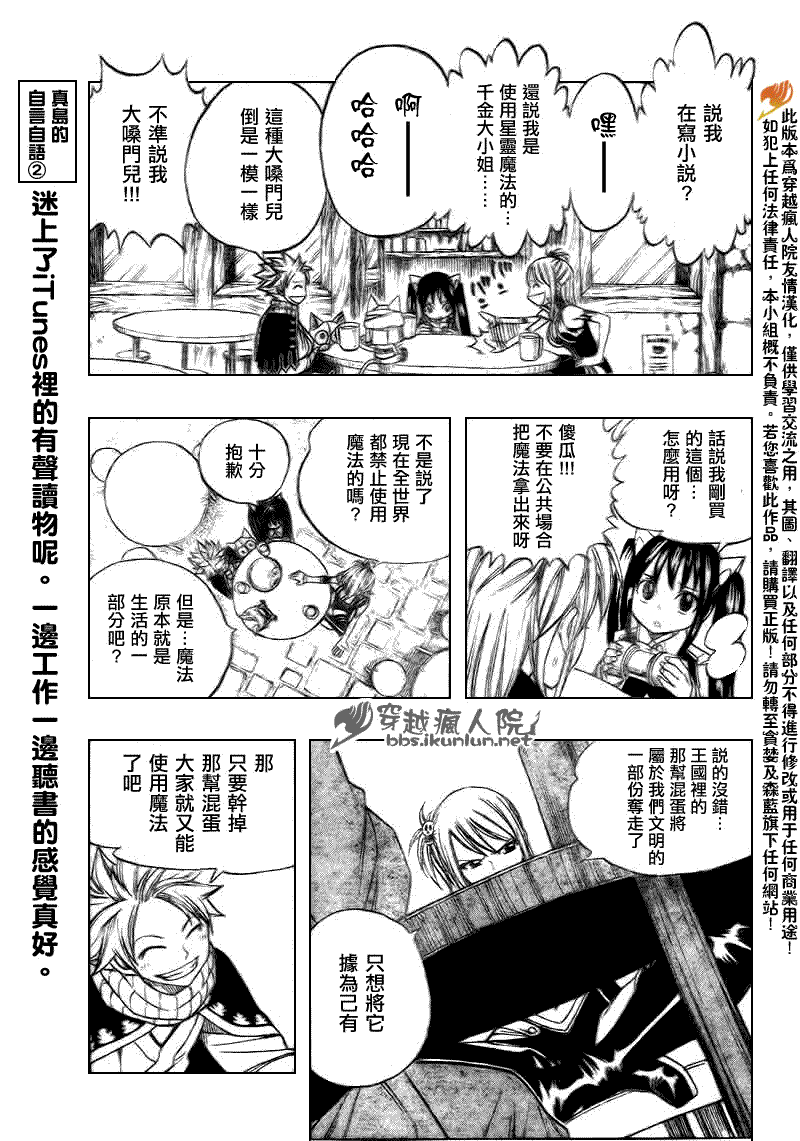 此版本爲穿越瘋人院友情漢化，僅供學習交流之用，其圖、翻譯以及任何部分不得進行修改或用于任何商業用途！
如犯上任何法律責任，本小組概不負責。若您喜歡此作品，請購買正版！請勿轉至貪婪及森藍旗下任何網站！
說我
在寫小說？
嘿
——
還說我是
使用星靈魔法的…
千金大小姐……
啊
——
哈哈哈
這種大嗓門兒
倒是一模一樣
不準說我
大嗓門兒!!!
話說我剛買
的這個…
怎麼用呀？
傻瓜!!!
不要在公共場合
把魔法拿出來呀
不是說了
現在全世界
都禁止使用
魔法的嗎？
十分
抱歉
但是…魔法
原本就是
生活的一
部分吧？
說的沒錯…
王國裡的
那幫混蛋將
屬於我們文明的
一部份奪走了
只想將它
據為己有
那
只要幹掉
那幫混蛋
大家就又能
使用魔法
了吧
穿越瘋人院
bbs.ikunlun.net
真島的
自言自語②
迷上了iTunes裡的有聲讀物呢。一邊工作一邊聽書的感覺真好。